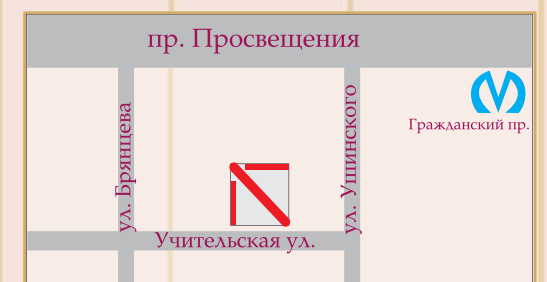 пр. Просвещения
Гражданский пр.
ул. Брянцева
ул. Ушинского
Учительская ул.